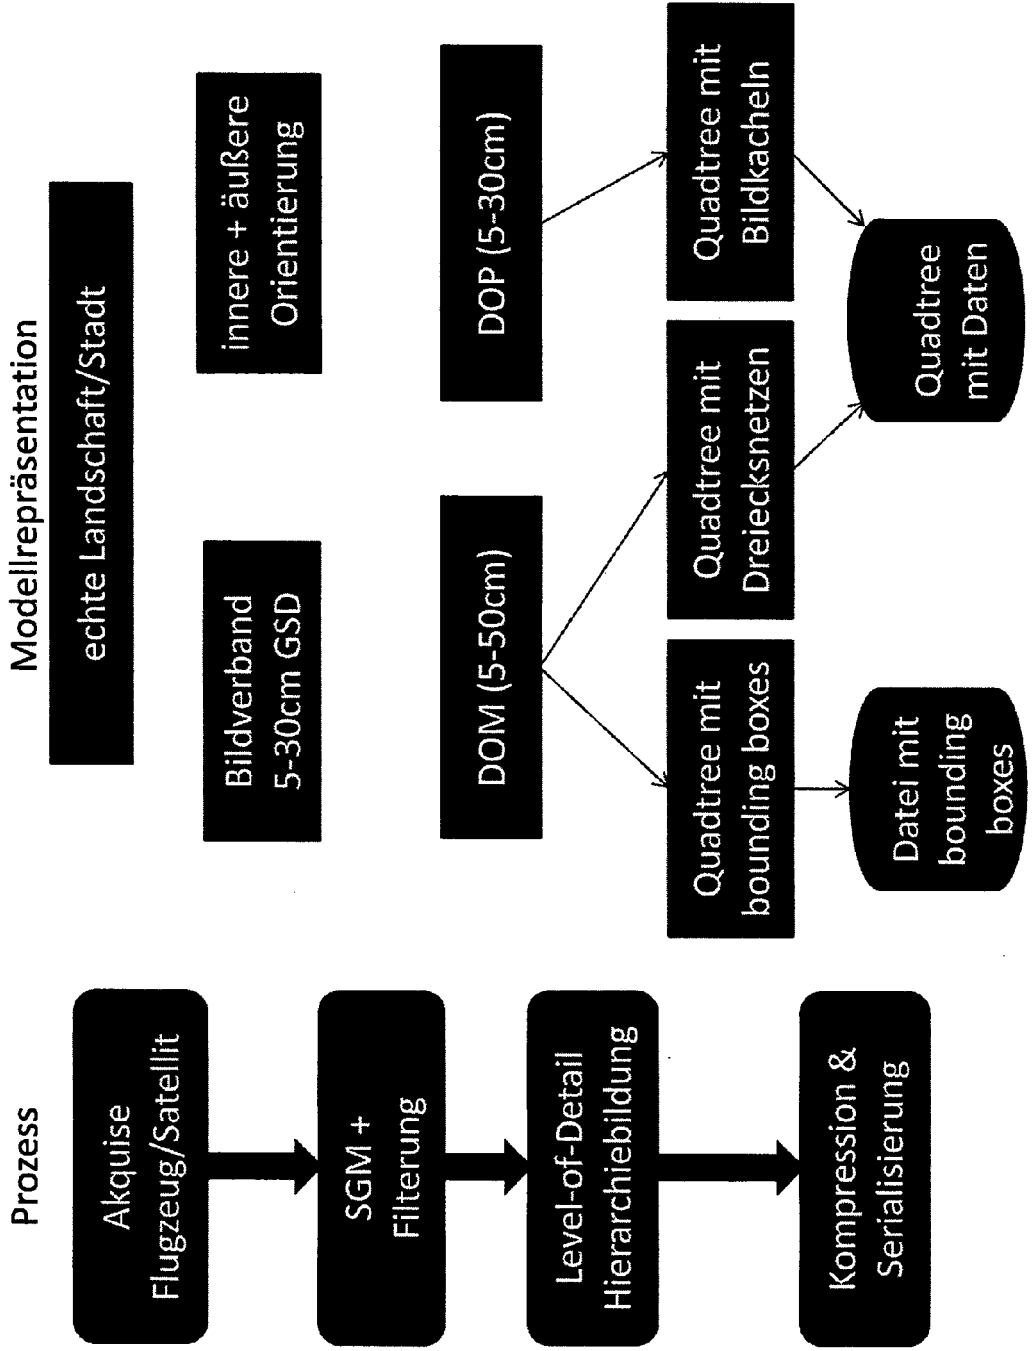 Prozess
Akquise
Flugzeug/Satellit
SGM +
Filterung
Level-of-Detail
Hierarchiebildung
Kompression &
Serialisierung
Modellrepräsentation
echte Landschaft/Stadt
Bildverband
5-30cm GSD
innere + äußere
Orientierung
DOM (5-50cm)
DOP (5-30cm)
Quadtree mit
bounding boxes
Quadtree mit
Dreiecksnetzen
Quadtree mit
Bildkacheln
Datei mit
bounding
boxes
Quadtree
mit Daten